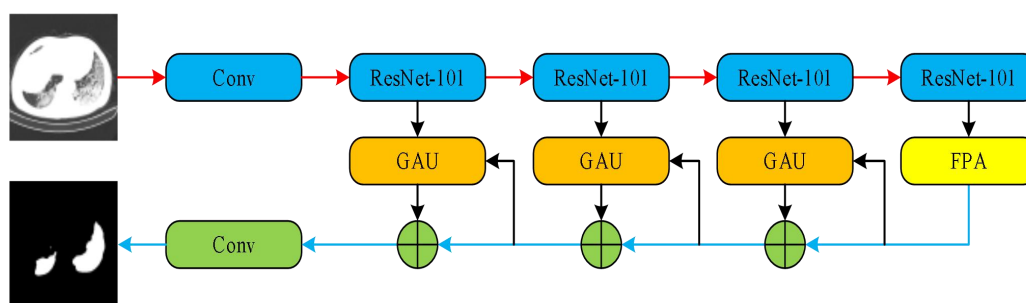 Conv
ResNet-101
ResNet-101
ResNet-101
ResNet-101
GAU
GAU
GAU
FPA
Conv